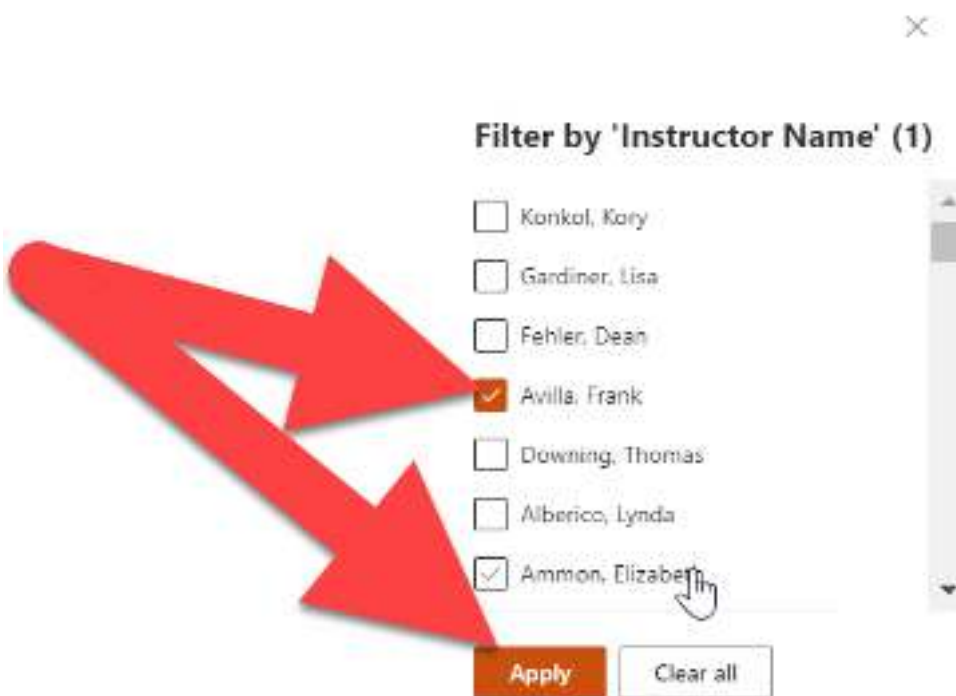 Filter by 'Instructor Name' (1)
Konkol, Kory
Gardiner, Lisa
Fehler, Dean
Avilla, Frank
Downing, Thomas
Alberico, Lynda
Ammon, Elizabeth
Apply Clear all